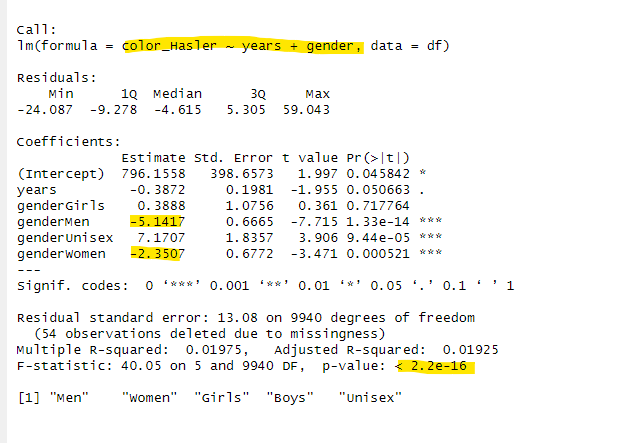 Call:
lm(formula = color_Hasler ~ years + gender, data = df)
Residuals:
Min 1Q Median 3Q Max
-24.087 -9.278 -4.615 5.305 59.043
Coefficients:
Estimate Std. Error t value Pr(>|t|)
(Intercept) 796.1558 398.6573 1.997 0.045842 *
years -0.3872 0.1981 -1.955 0.050663 .
genderGirls 0.3888 1.0756 0.361 0.717764
genderMen -5.1417 0.6665 -7.715 1.33e-14 ***
genderUnisex 7.1707 1.8357 3.906 9.44e-05 ***
genderWomen -2.3507 0.6772 -3.471 0.000521 ***
---
Signif. codes: 0 ‘***’ 0.001 ‘**’ 0.01 ‘*’ 0.05 ‘.’ 0.1 ‘ ’ 1
Residual standard error: 13.08 on 9940 degrees of freedom
(54 observations deleted due to missingness)
Multiple R-squared: 0.01975, Adjusted R-squared: 0.01925
F-statistic: 40.05 on 5 and 9940 DF, p-value: < 2.2e-16
[1] "Men" "Women" "Girls" "Boys" "Unisex"